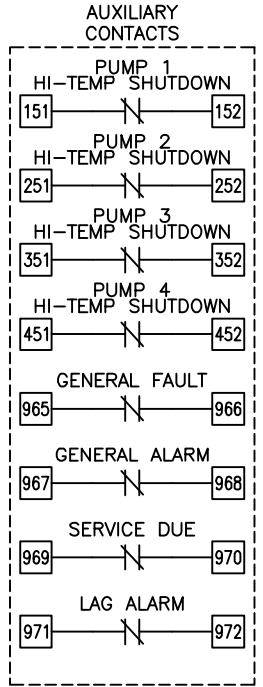 AUXILIARY
CONTACTS
PUMP 1
HI-TEMP SHUTDOWN
151 152
PUMP 2
HI-TEMP SHUTDOWN
251 252
PUMP 3
HI-TEMP SHUTDOWN
351 352
PUMP 4
HI-TEMP SHUTDOWN
451 452
GENERAL FAULT
965 966
GENERAL ALARM
967 968
SERVICE DUE
969 970
LAG ALARM
971 972